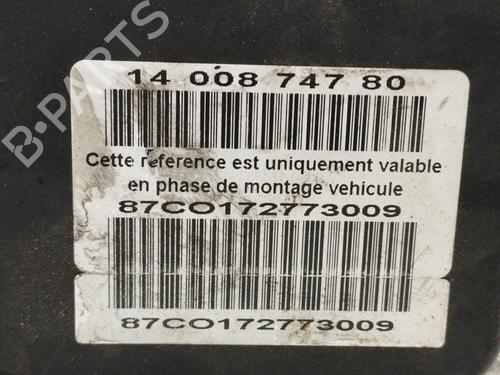 14 008 747 80
Cette reference est uniquement valable
en phase de montage vehicule
87CO172773009
87CO172773009
B-PARTS